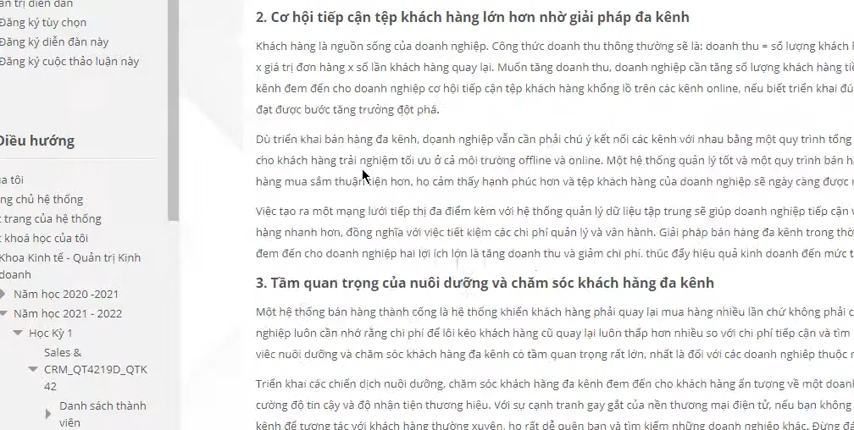 ản trị diễn đàn
Đăng ký tùy chọn
Đăng ký diễn đàn này
Đăng ký cuộc thảo luận này
Điều hướng
ủa tôi
ng chủ hệ thống
c trang của hệ thống
c khoá học của tôi
Khoa Kinh tế - Quản trị Kinh
doanh
Năm học 2020 -2021
Năm học 2021 - 2022
Học Kỳ 1
Sales &
CRM_QT4219D_QTK
42
Danh sách thành
viên
2. Cơ hội tiếp cận tệp khách hàng lớn hơn nhờ giải pháp đa kênh
Khách hàng là nguồn sống của doanh nghiệp. Công thức doanh thu thông thường sẽ là: doanh thu = số lượng khách h
x giá trị đơn hàng x số lần khách hàng quay lại. Muốn tăng doanh thu, doanh nghiệp cần tăng số lượng khách hàng tiề
kênh đem đến cho doanh nghiệp cơ hội tiếp cận tệp khách hàng khổng lồ trên các kênh online, nếu biết triển khai đú
đạt được bước tăng trưởng đột phá.
Dù triển khai bán hàng đa kênh, doanh nghiệp vẫn cần phải chú ý kết nối các kênh với nhau bằng một quy trình tổng
cho khách hàng trải nghiệm tối ưu ở cả môi trường offline và online. Một hệ thống quản lý tốt và một quy trình bán h
hàng mua sắm thuận tiện hơn, họ cảm thấy hạnh phúc hơn và tệp khách hàng của doanh nghiệp sẽ ngày càng được
Việc tạo ra một mạng lưới tiếp thị đa điểm kèm với hệ thống quản lý dữ liệu tập trung sẽ giúp doanh nghiệp tiếp cận v
hàng nhanh hơn, đồng nghĩa với việc tiết kiệm các chi phí quản lý và vận hành. Giải pháp bán hàng đa kênh trong thờ
đem đến cho doanh nghiệp hai lợi ích lớn là tăng doanh thu và giảm chi phí, thúc đẩy hiệu quả kinh doanh đến mức t
3. Tầm quan trọng của nuôi dưỡng và chăm sóc khách hàng đa kênh
Một hệ thống bán hàng thành cống là hệ thống khiến khách hàng phải quay lại mua hàng nhiều lần chứ không phải c
nghiệp luôn cần nhớ rằng chi phí để lôi kéo khách hàng cũ quay lại luôn thấp hơn nhiều so với chi phí tiếp cận và tìm
việc nuôi dưỡng và chăm sóc khách hàng đa kênh có tầm quan trọng rất lớn, nhất là đối với các doanh nghiệp thuộc
Triển khai các chiến dịch nuôi dưỡng, chăm sóc khách hàng đa kênh đem đến cho khách hàng ấn tượng về một doan
cường độ tin cậy và độ nhận tiện thương hiệu. Với sự cạnh tranh gay gắt của nền thương mại điện tử, nếu bạn không
kênh để tương tác với khách hàng thường xuyên, họ rất dễ quên bạn và tìm kiếm những doanh nghiệp khác. Đừng đá